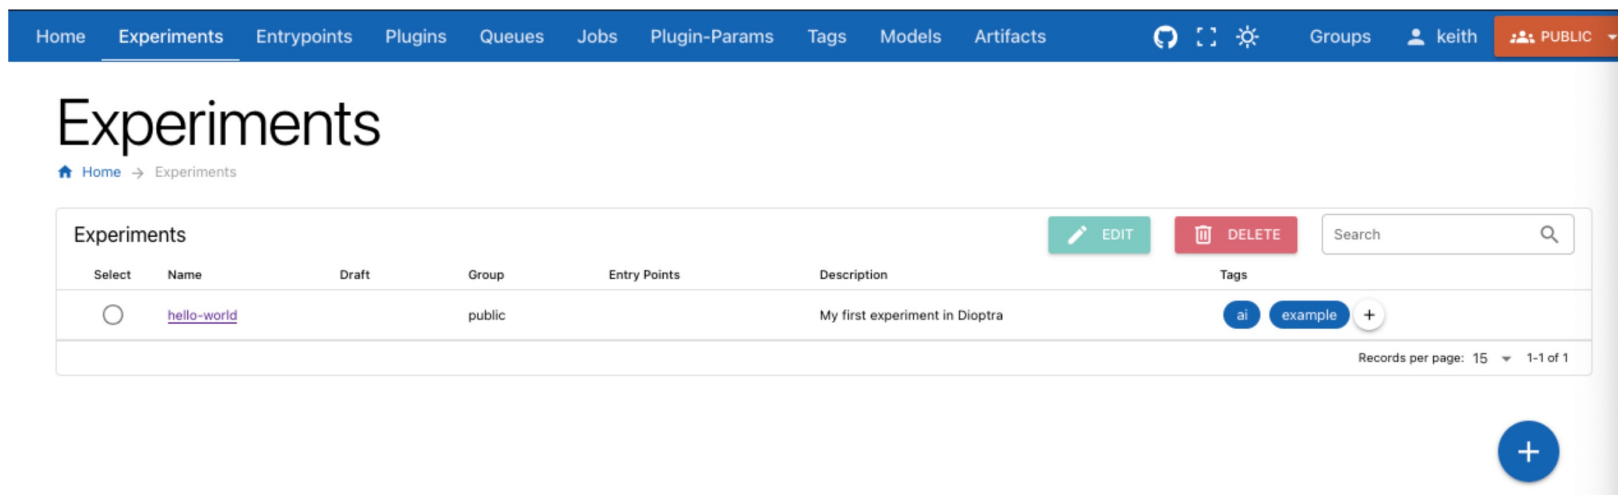 Home Experiments Entrypoints Plugins Queues Jobs Plugin-Params Tags Models Artifacts Groups keith PUBLIC
Experiments
Home → Experiments
Experiments EDIT DELETE Search
Select Name Draft Group Entry Points Description Tags
hello-world public My first experiment in Dioptra ai example +
Records per page: 15 1-1 of 1
+